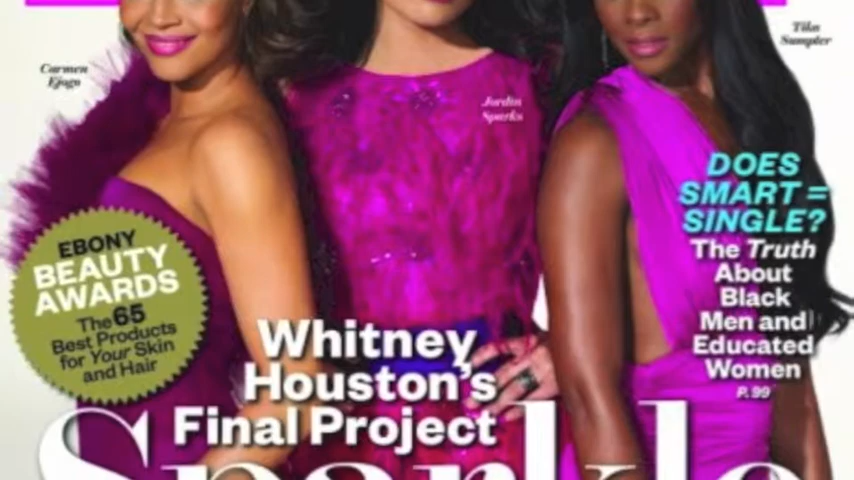 Carmen
Ejogo
Tika
Sumpter
Jordin
Sparks
DOES
SMART =
SINGLE?
The Truth
About
Black
Men and
Educated
Women
P. 99
EBONY
BEAUTY
AWARDS
The 65
Best Products
for Your Skin
and Hair
Whitney
Houston's
Final Project
Sparkle